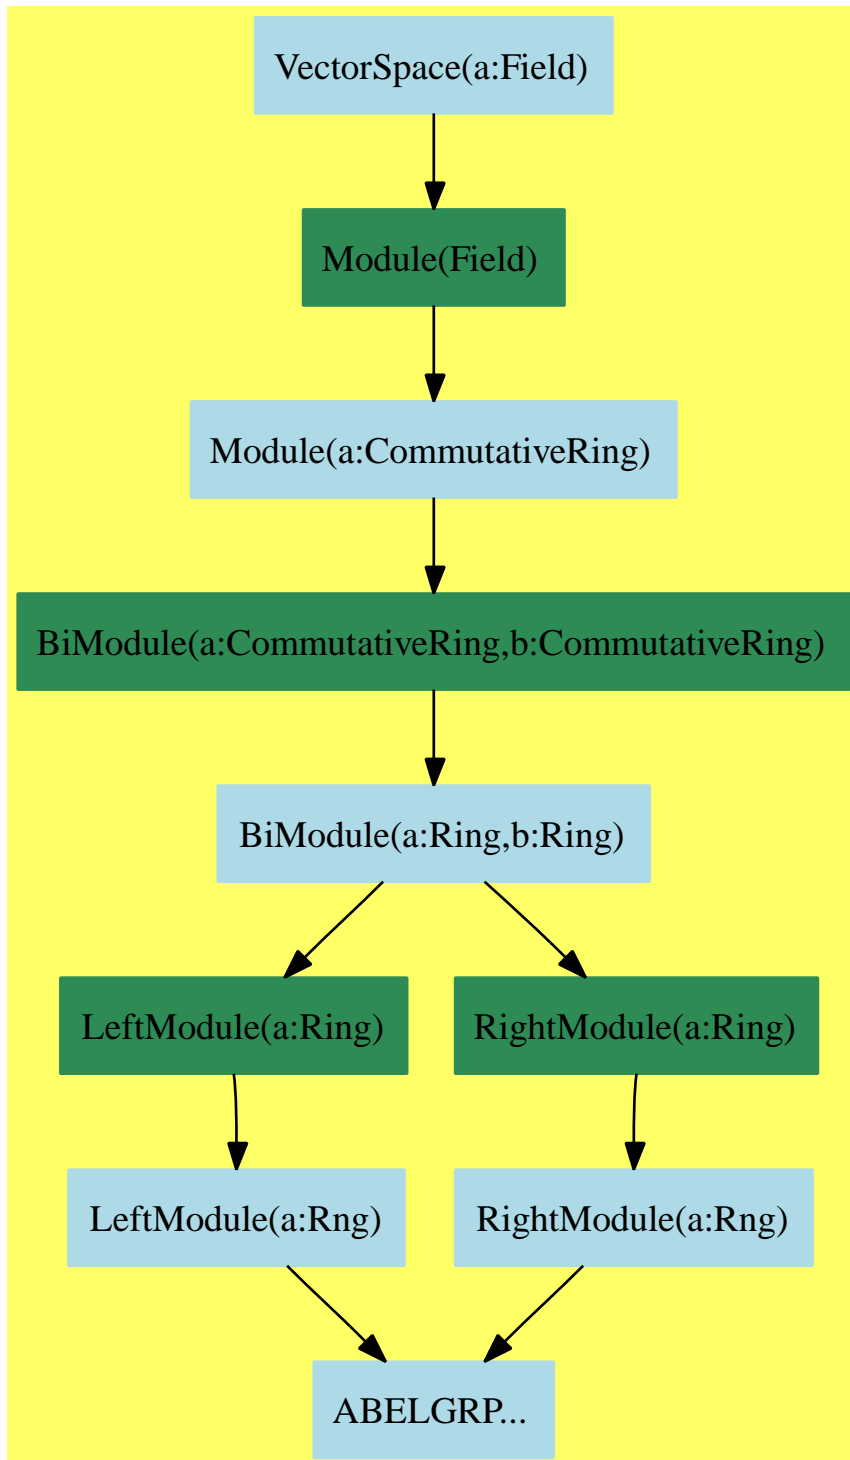 VectorSpace(a:Field)
Module(Field)
Module(a:CommutativeRing)
BiModule(a:CommutativeRing,b:CommutativeRing)
BiModule(a:Ring,b:Ring)
LeftModule(a:Ring)
RightModule(a:Ring)
LeftModule(a:Rng)
RightModule(a:Rng)
ABELGRP...